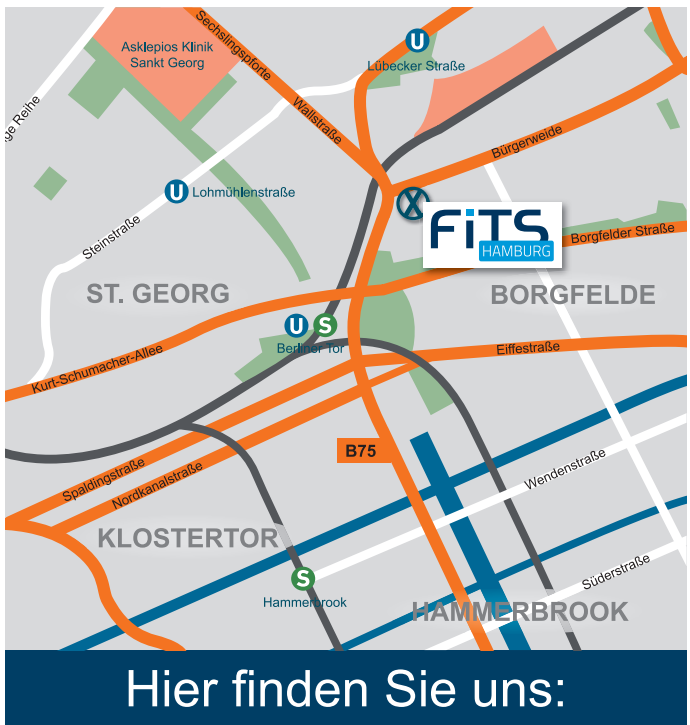 Asklepios Klinik
Sankt Georg
Sechslingspforte
U
Lübecker Straße
Wallstraße
ge Reihe
Bürgerweide
U Lohmühlenstraße
X
FiTS
HAMBURG
Steinstraße
Borgfelder Straße
ST. GEORG
BORGFELDE
U S
Berliner Tor
Eiffestraße
Kurt-Schumacher-Allee
B75
Spaldingstraße
Nordkanalstraße
Wendenstraße
KLOSTERTOR
S
Hammerbrook
Süderstraße
HAMMERBROOK
Hier finden Sie uns: